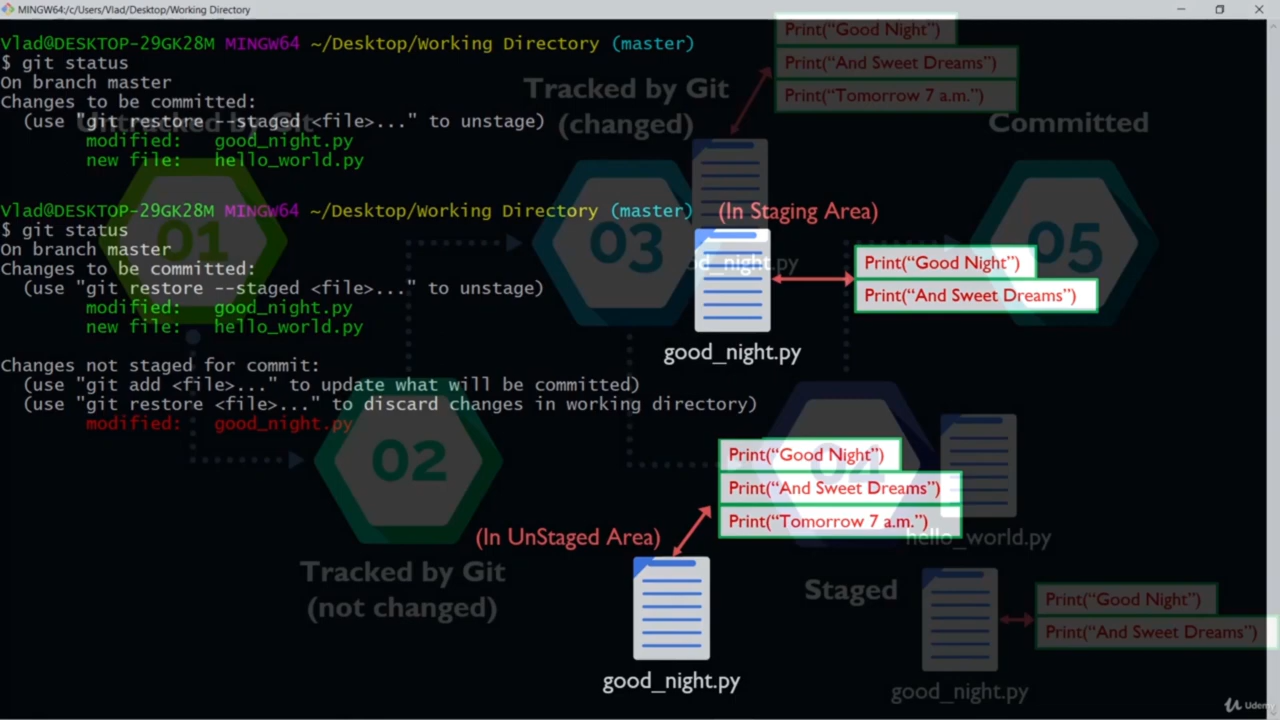 MINGW64:/c/Users/Vlad/Desktop/Working Directory
Vlad@DESKTOP-29GK28M MINGW64 ~/Desktop/Working Directory (master)
$ git status
On branch master
Changes to be committed:
(use "git restore --staged <file>..." to unstage)
modified: good_night.py
new file: hello_world.py
Vlad@DESKTOP-29GK28M MINGW64 ~/Desktop/Working Directory (master)
$ git status
On branch master
Changes to be committed:
(use "git restore --staged <file>..." to unstage)
modified: good_night.py
new file: hello_world.py
Changes not staged for commit:
(use "git add <file>..." to update what will be committed)
(use "git restore <file>..." to discard changes in working directory)
modified: good_night.py
Untracked by Git
01
02
Tracked by Git
(not changed)
Tracked by Git
(changed)
03
Print(“Good Night”)
Print(“And Sweet Dreams”)
Print(“Tomorrow 7 a.m.”)
good_night.py
(In Staging Area)
Print(“Good Night”)
Print(“And Sweet Dreams”)
good_night.py
Committed
05
Print(“Good Night”)
Print(“And Sweet Dreams”)
Print(“Tomorrow 7 a.m.”)
(In UnStaged Area)
good_night.py
04
hello_world.py
Staged
Print(“Good Night”)
Print(“And Sweet Dreams”)
good_night.py
Udemy